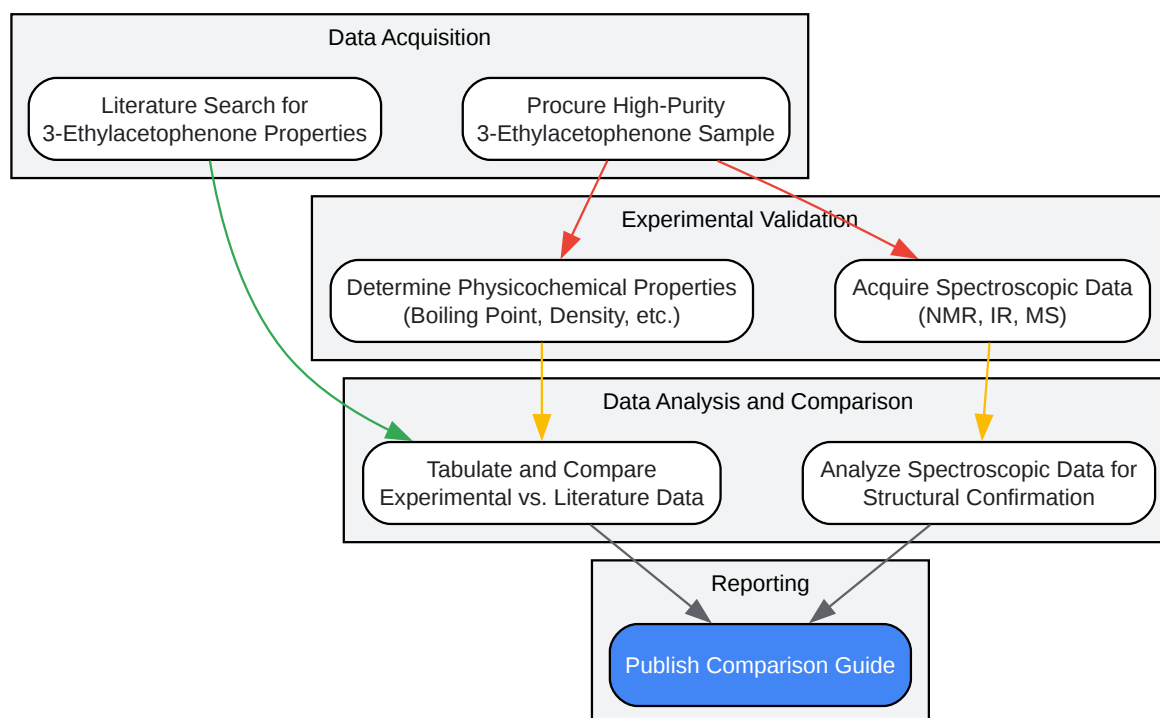 Data Acquisition
Literature Search for
3-Ethylacetophenone Properties
Procure High-Purity
3-Ethylacetophenone Sample
Experimental Validation
Determine Physicochemical Properties
(Boiling Point, Density, etc.)
Acquire Spectroscopic Data
(NMR, IR, MS)
Data Analysis and Comparison
Tabulate and Compare
Experimental vs. Literature Data
Analyze Spectroscopic Data for
Structural Confirmation
Reporting
Publish Comparison Guide